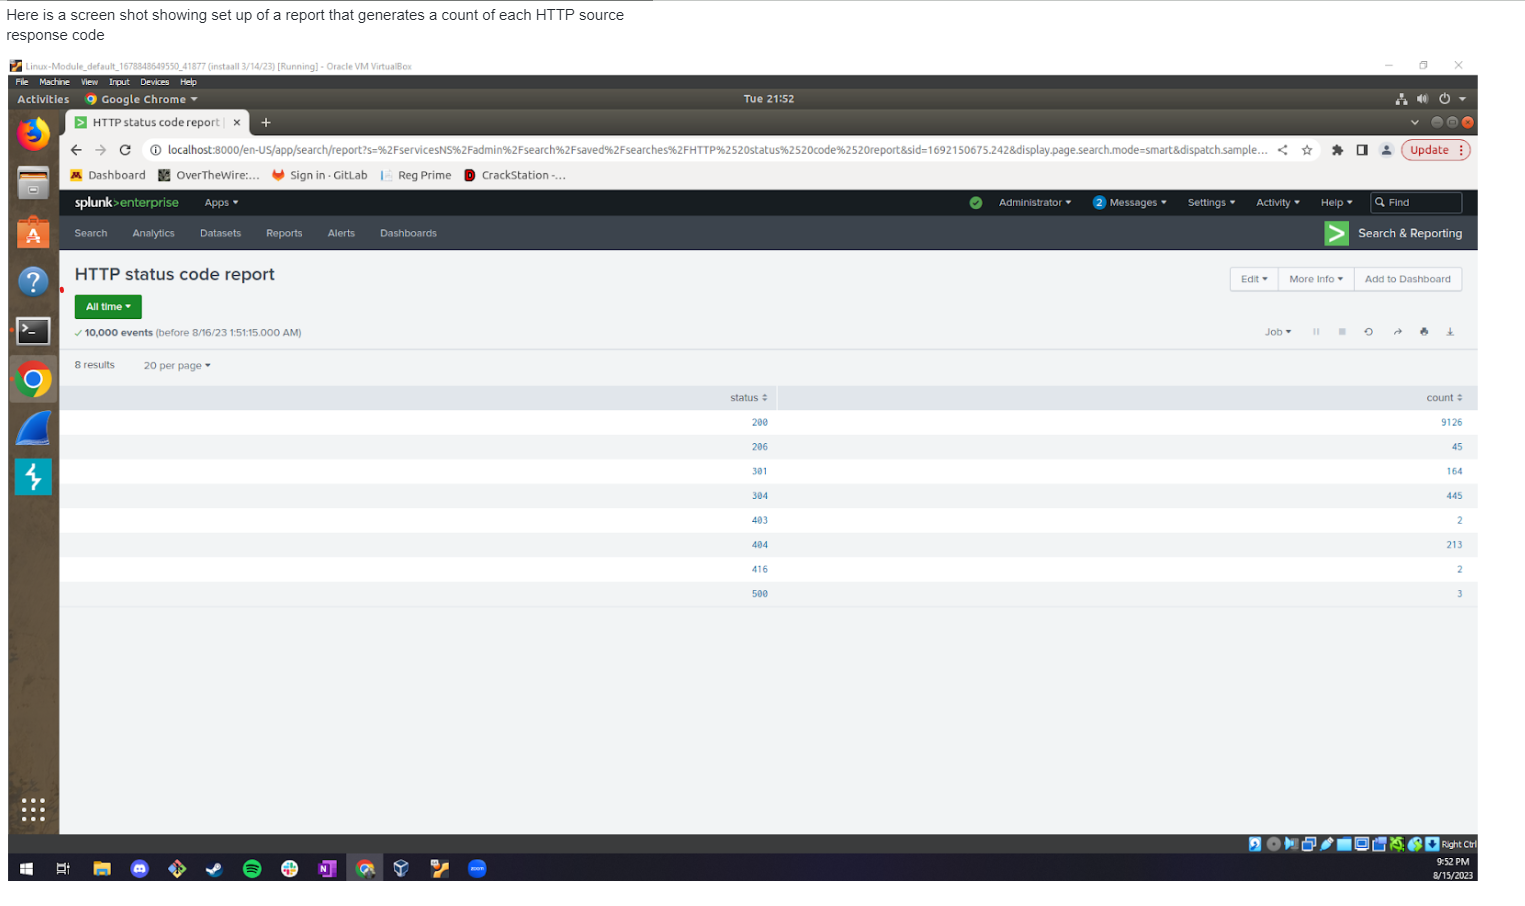 Here is a screen shot showing set up of a report that generates a count of each HTTP source
response code
Linux-Module_default_1678848649550_41877 (instaall 3/14/23) [Running] - Oracle VM VirtualBox
File Machine View Input Devices Help
Activities Google Chrome Tue 21:52
HTTP status code report
localhost:8000/en-US/app/search/report?s=%2FservicesNS%2Fadmin%2Fsearch%2Fsaved%2Fsearches%2FHTTP%2520status%2520code%2520report&sid=1692150675.242&display.page.search.mode=smart&dispatch.sample... Update
Dashboard OverTheWire:... Sign in · GitLab Reg Prime CrackStation -...
splunk>enterprise Apps Administrator 2 Messages Settings Activity Help Find
Search Analytics Datasets Reports Alerts Dashboards Search & Reporting
HTTP status code report
Edit More Info Add to Dashboard
All time
10,000 events (before 8/16/23 1:51:15.000 AM) Job
8 results 20 per page
status count
200 9126
206 45
301 164
304 445
403 2
404 213
416 2
500 3
Right Ctrl
zoom
9:52 PM
8/15/2023